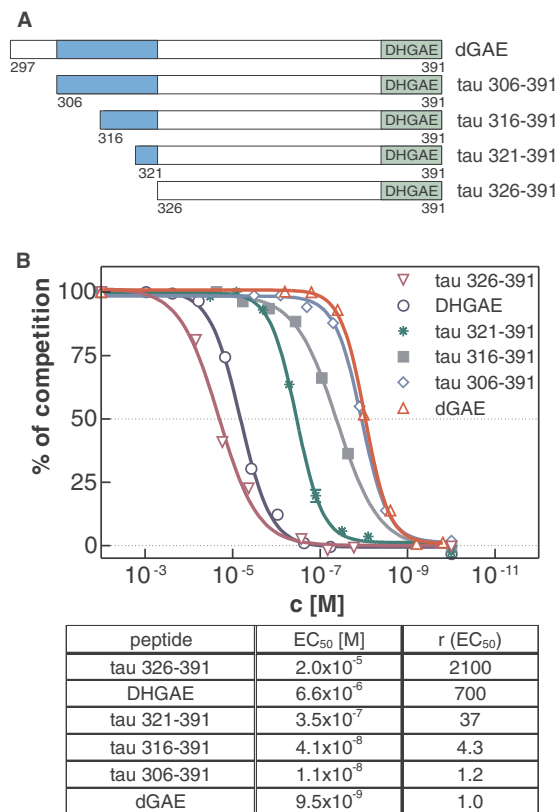 A
DHGAE
dGAE
297
391
DHGAE
tau 306-391
306
391
DHGAE
tau 316-391
316
391
DHGAE
tau 321-391
321
391
DHGAE
tau 326-391
326
391
B
% of competition
100
75
50
25
0
tau 326-391
DHGAE
tau 321-391
tau 316-391
tau 306-391
dGAE
10⁻³ 10⁻⁵ 10⁻⁷ 10⁻⁹ 10⁻¹¹
c [M]
peptide EC₅₀ [M] r (EC₅₀)
tau 326-391 2.0x10⁻⁵ 2100
DHGAE 6.6x10⁻⁶ 700
tau 321-391 3.5x10⁻⁷ 37
tau 316-391 4.1x10⁻⁸ 4.3
tau 306-391 1.1x10⁻⁸ 1.2
dGAE 9.5x10⁻⁹ 1.0